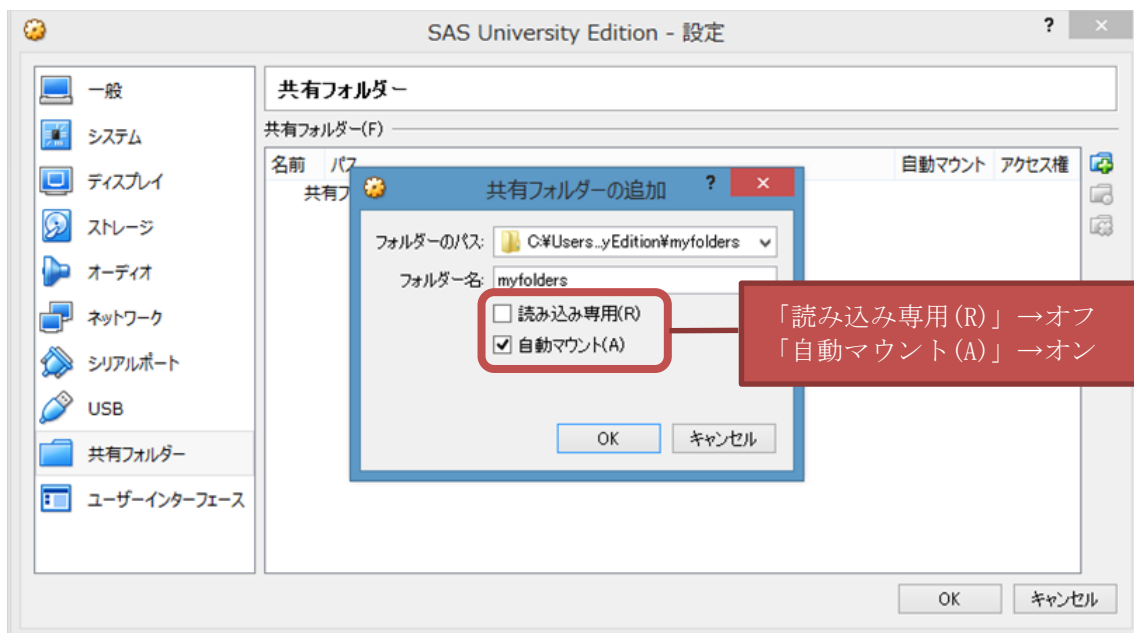 SAS University Edition - 設定
?
一般
システム
ディスプレイ
ストレージ
オーディオ
ネットワーク
シリアルポート
USB
共有フォルダー
ユーザーインターフェース
共有フォルダー
共有フォルダー(F)
名前 パス 自動マウント アクセス権
共有フ
共有フォルダーの追加 ?
フォルダーのパス: C:¥Users...yEdition¥myfolders
フォルダー名: myfolders
読み込み専用(R)
自動マウント(A)
OK キャンセル
「読み込み専用(R)」→オフ
「自動マウント(A)」→オン
OK キャンセル